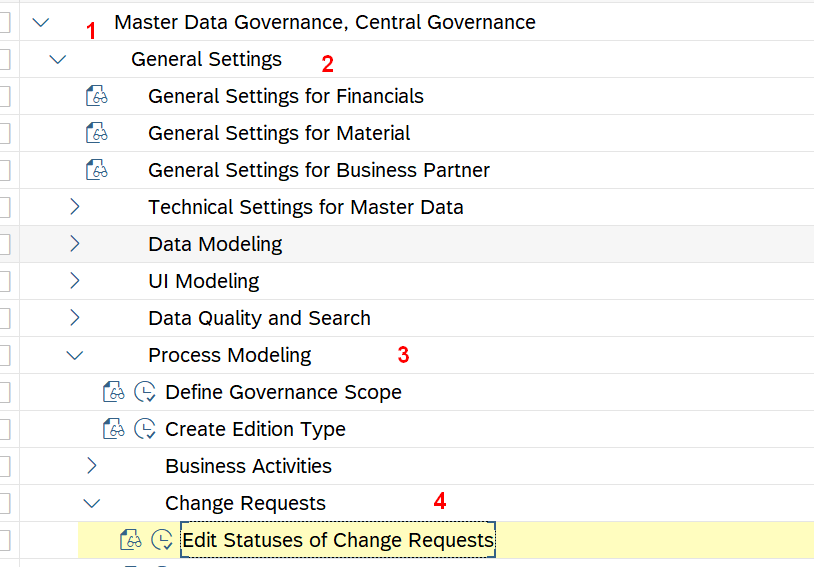 1 Master Data Governance, Central Governance
General Settings 2
General Settings for Financials
General Settings for Material
General Settings for Business Partner
Technical Settings for Master Data
Data Modeling
UI Modeling
Data Quality and Search
Process Modeling 3
Define Governance Scope
Create Edition Type
Business Activities
Change Requests 4
Edit Statuses of Change Requests